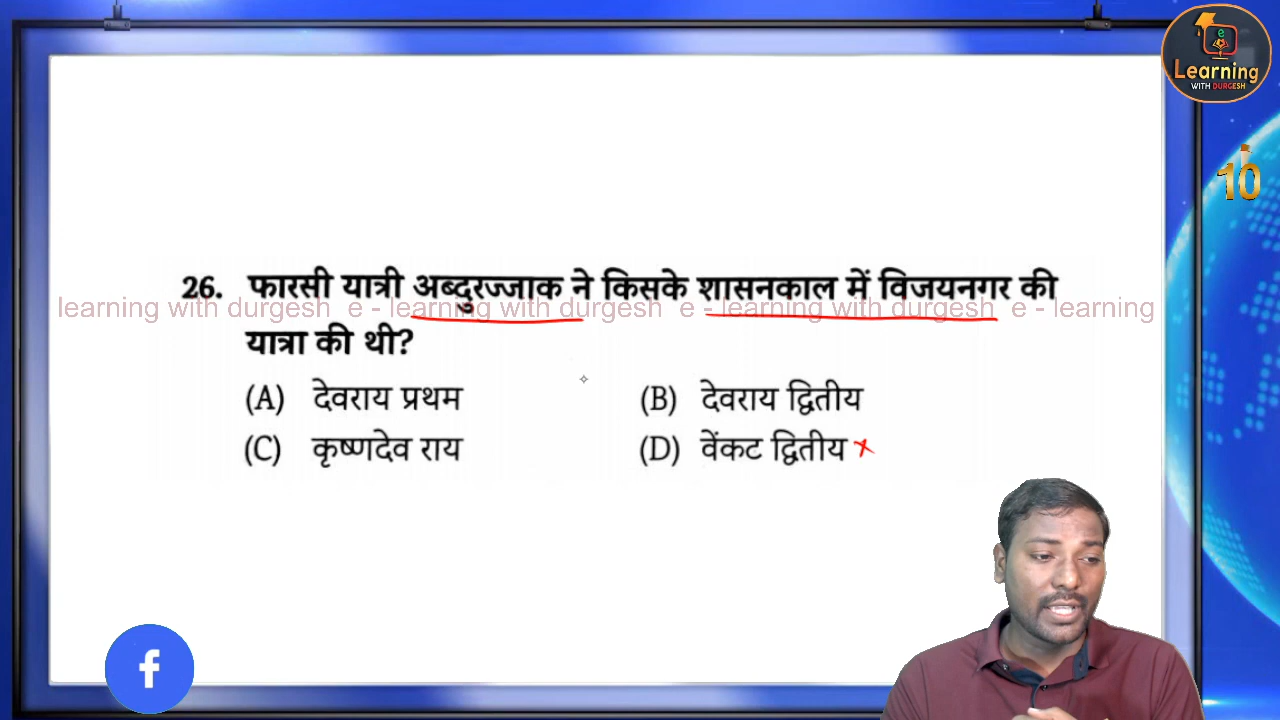 e
Learning
WITH DURGESH
10
26. फारसी यात्री अब्दुरज्जाक ने किसके शासनकाल में विजयनगर की
learning with durgesh e - learning with durgesh e - learning with durgesh e - learning
यात्रा की थी?
(A) देवराय प्रथम (B) देवराय द्वितीय
(C) कृष्णदेव राय (D) वेंकट द्वितीय
f